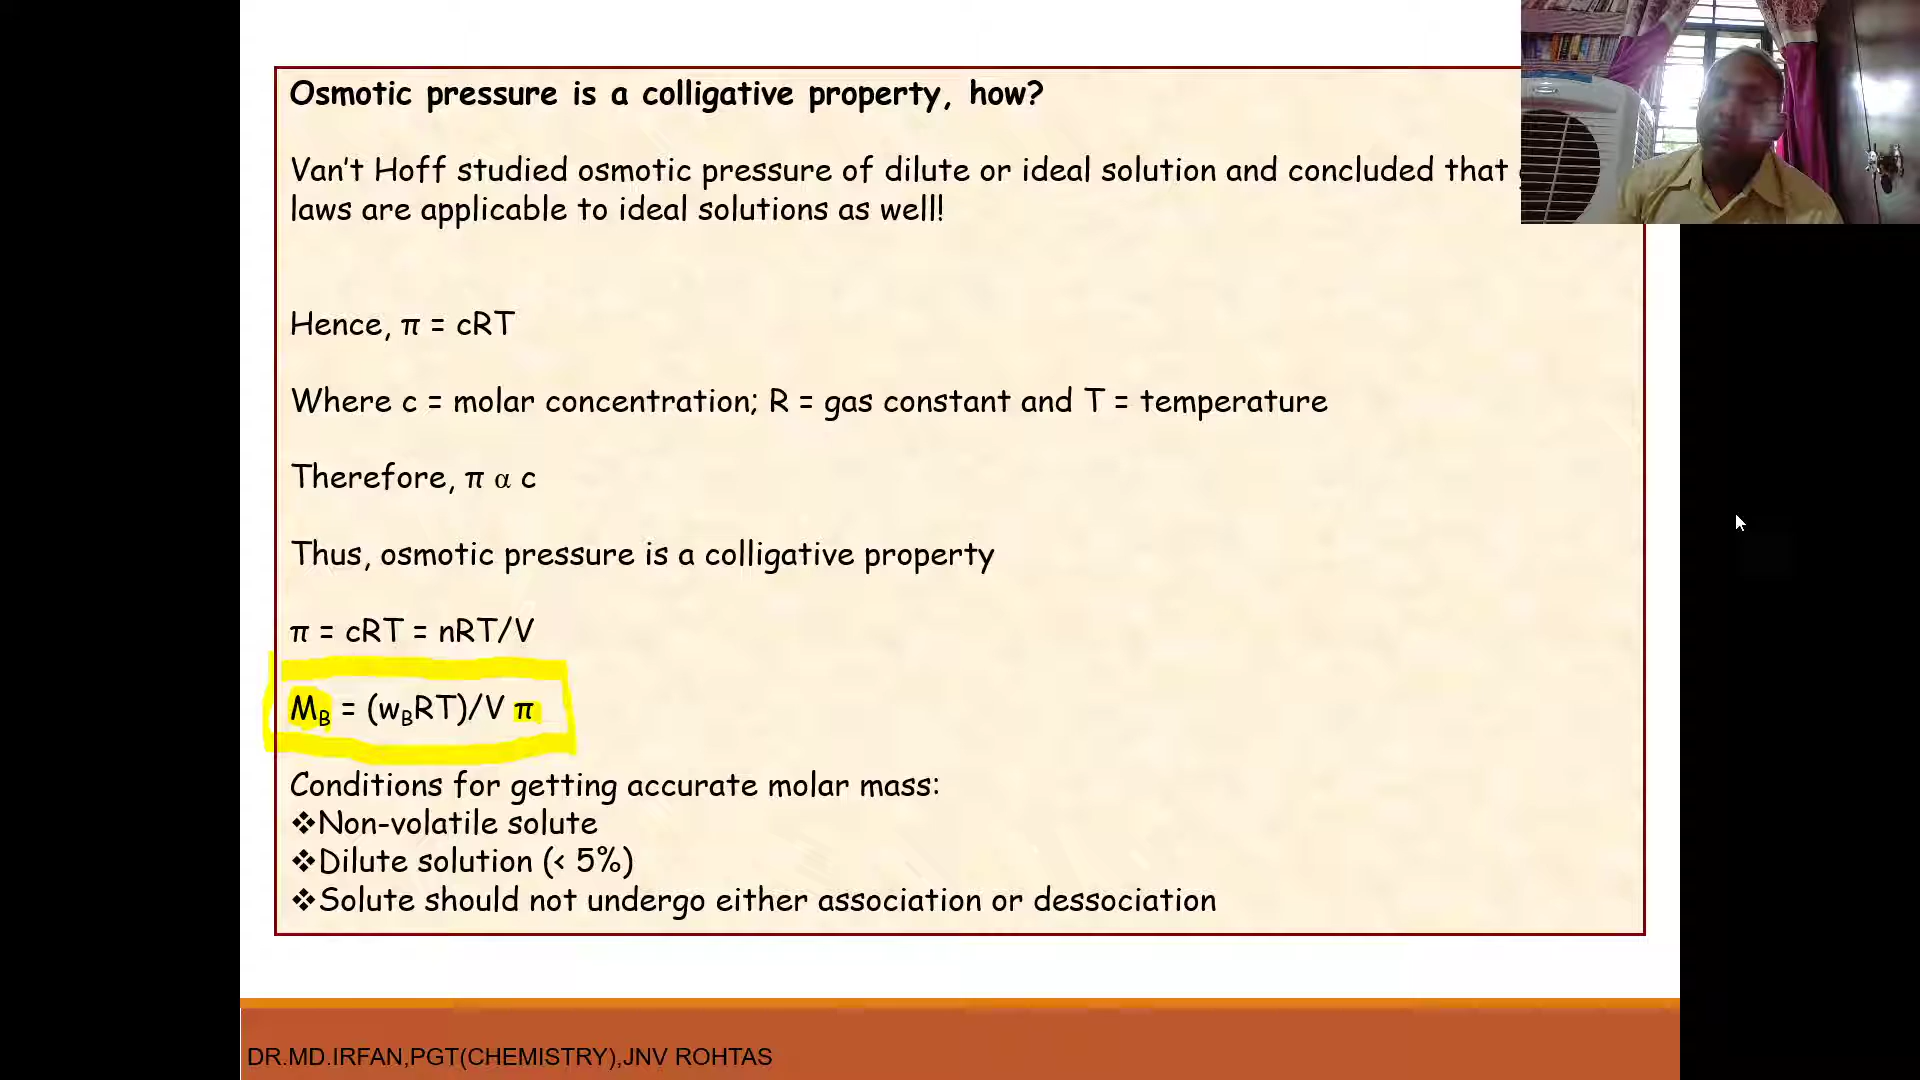 Osmotic pressure is a colligative property, how?
Van't Hoff studied osmotic pressure of dilute or ideal solution and concluded that
laws are applicable to ideal solutions as well!
Hence, π = cRT
Where c = molar concentration; R = gas constant and T = temperature
Therefore, π α c
Thus, osmotic pressure is a colligative property
π = cRT = nRT/V
M_B = (w_BRT)/V π
Conditions for getting accurate molar mass:
❖Non-volatile solute
❖Dilute solution (< 5%)
❖Solute should not undergo either association or dessociation
DR.MD.IRFAN,PGT(CHEMISTRY),JNV ROHTAS